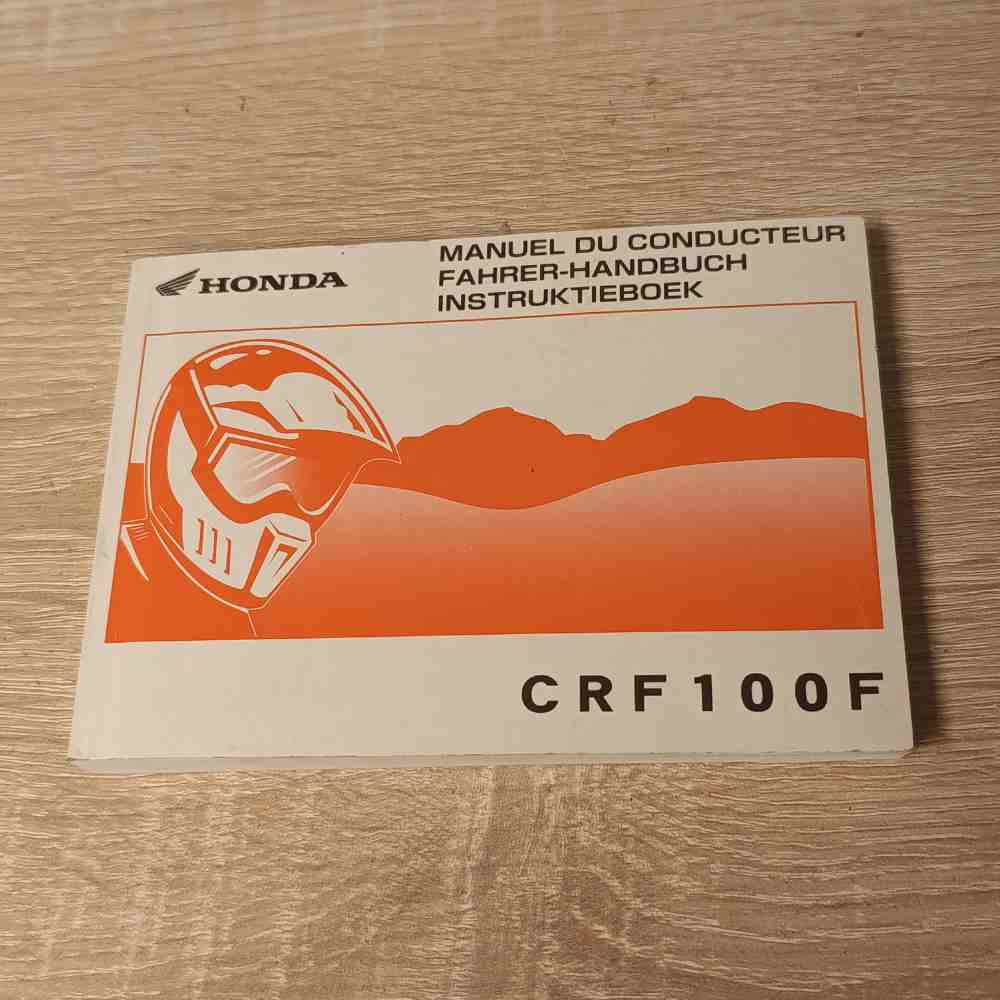 HONDA
MANUEL DU CONDUCTEUR
FAHRER-HANDBUCH
INSTRUKTIEBOEK
CRF100F